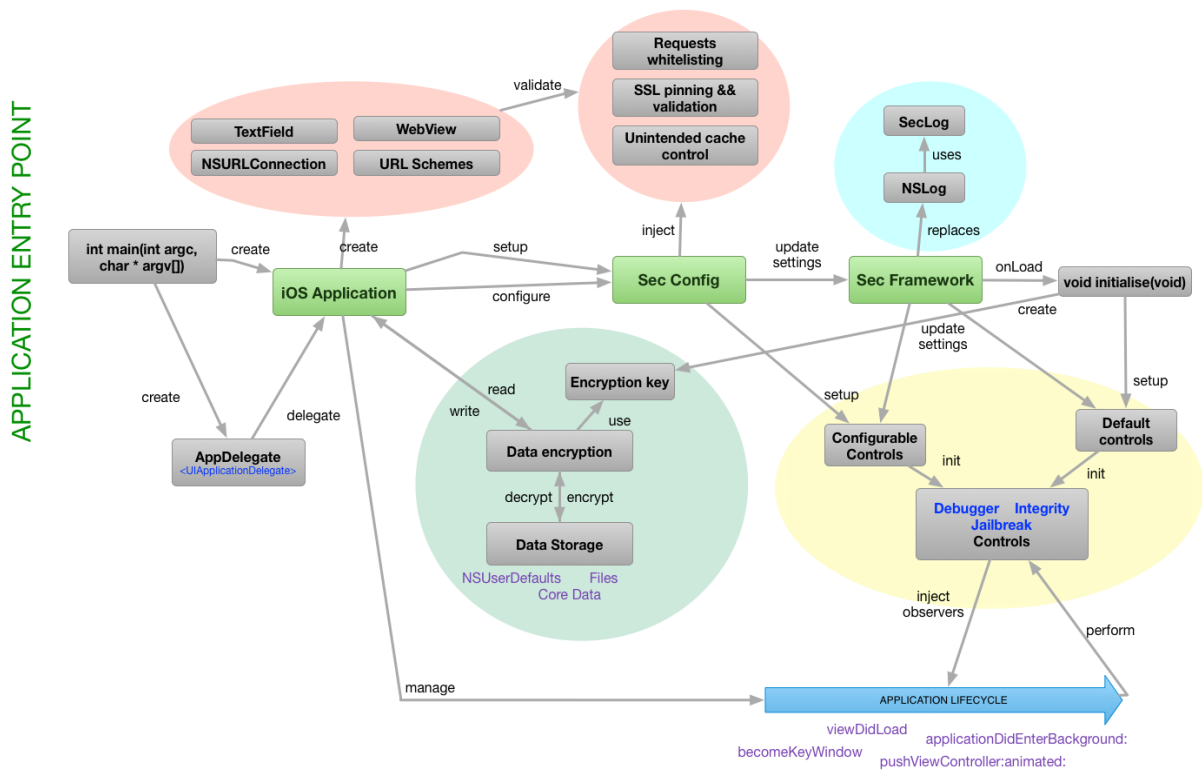 APPLICATION ENTRY POINT
Requests
whitelisting
SSL pinning &&
validation
Unintended cache
control
validate
TextField
WebView
NSURLConnection
URL Schemes
SecLog
uses
NSLog
int main(int argc,
char * argv[])
create
create
setup
inject
update
settings
replaces
onLoad
iOS Application
configure
Sec Config
Sec Framework
void initialise(void)
create
update
settings
create
delegate
read
write
Encryption key
use
setup
setup
AppDelegate
<UIApplicationDelegate>
Data encryption
Configurable
Controls
Default
controls
init
init
decrypt
encrypt
Data Storage
NSUserDefaults
Files
Core Data
Debugger Integrity
Jailbreak
Controls
inject
observers
perform
manage
APPLICATION LIFECYCLE
viewDidLoad
applicationDidEnterBackground:
becomeKeyWindow
pushViewController:animated: